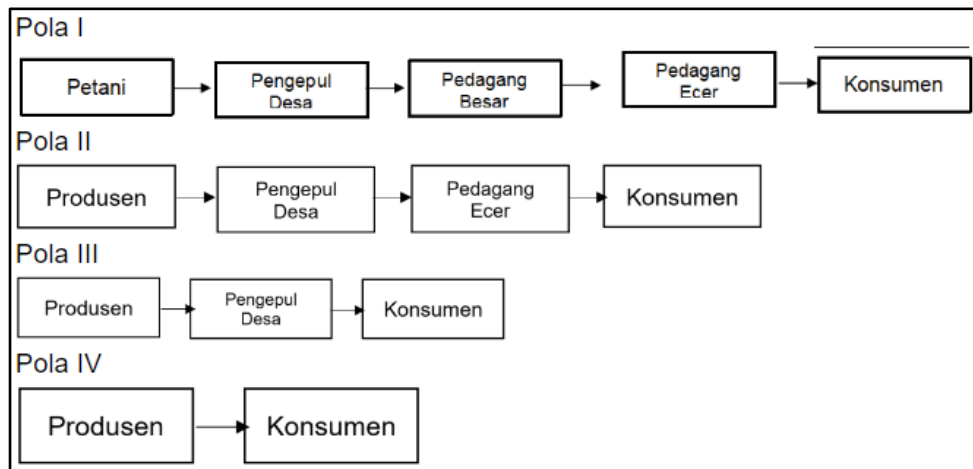 Pola I
Petani
Pengepul
Desa
Pedagang
Besar
Pedagang
Ecer
Konsumen
Pola II
Produsen
Pengepul
Desa
Pedagang
Ecer
Konsumen
Pola III
Produsen
Pengepul
Desa
Konsumen
Pola IV
Produsen
Konsumen